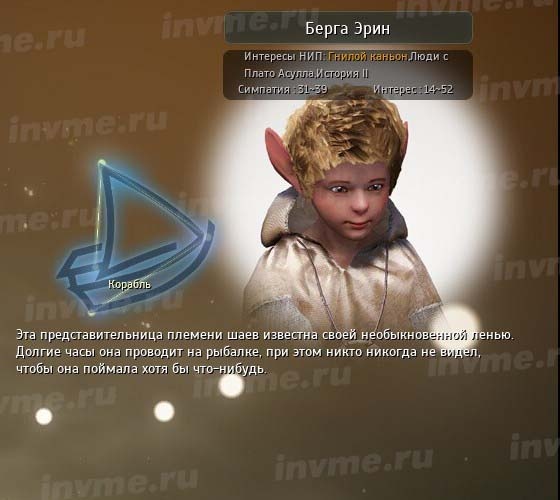 invme.ru
Берга Эрин
Интересы НИП: Гнилой каньон,Люди с
Плато Асулла.История II
Симпатия :31~39 Интерес :14~52
Корабль
Эта представительница племени шаев известна своей необыкновенной ленью.
Долгие часы она проводит на рыбалке, при этом никто никогда не видел,
чтобы она поймала хотя бы что-нибудь.
invme.ru